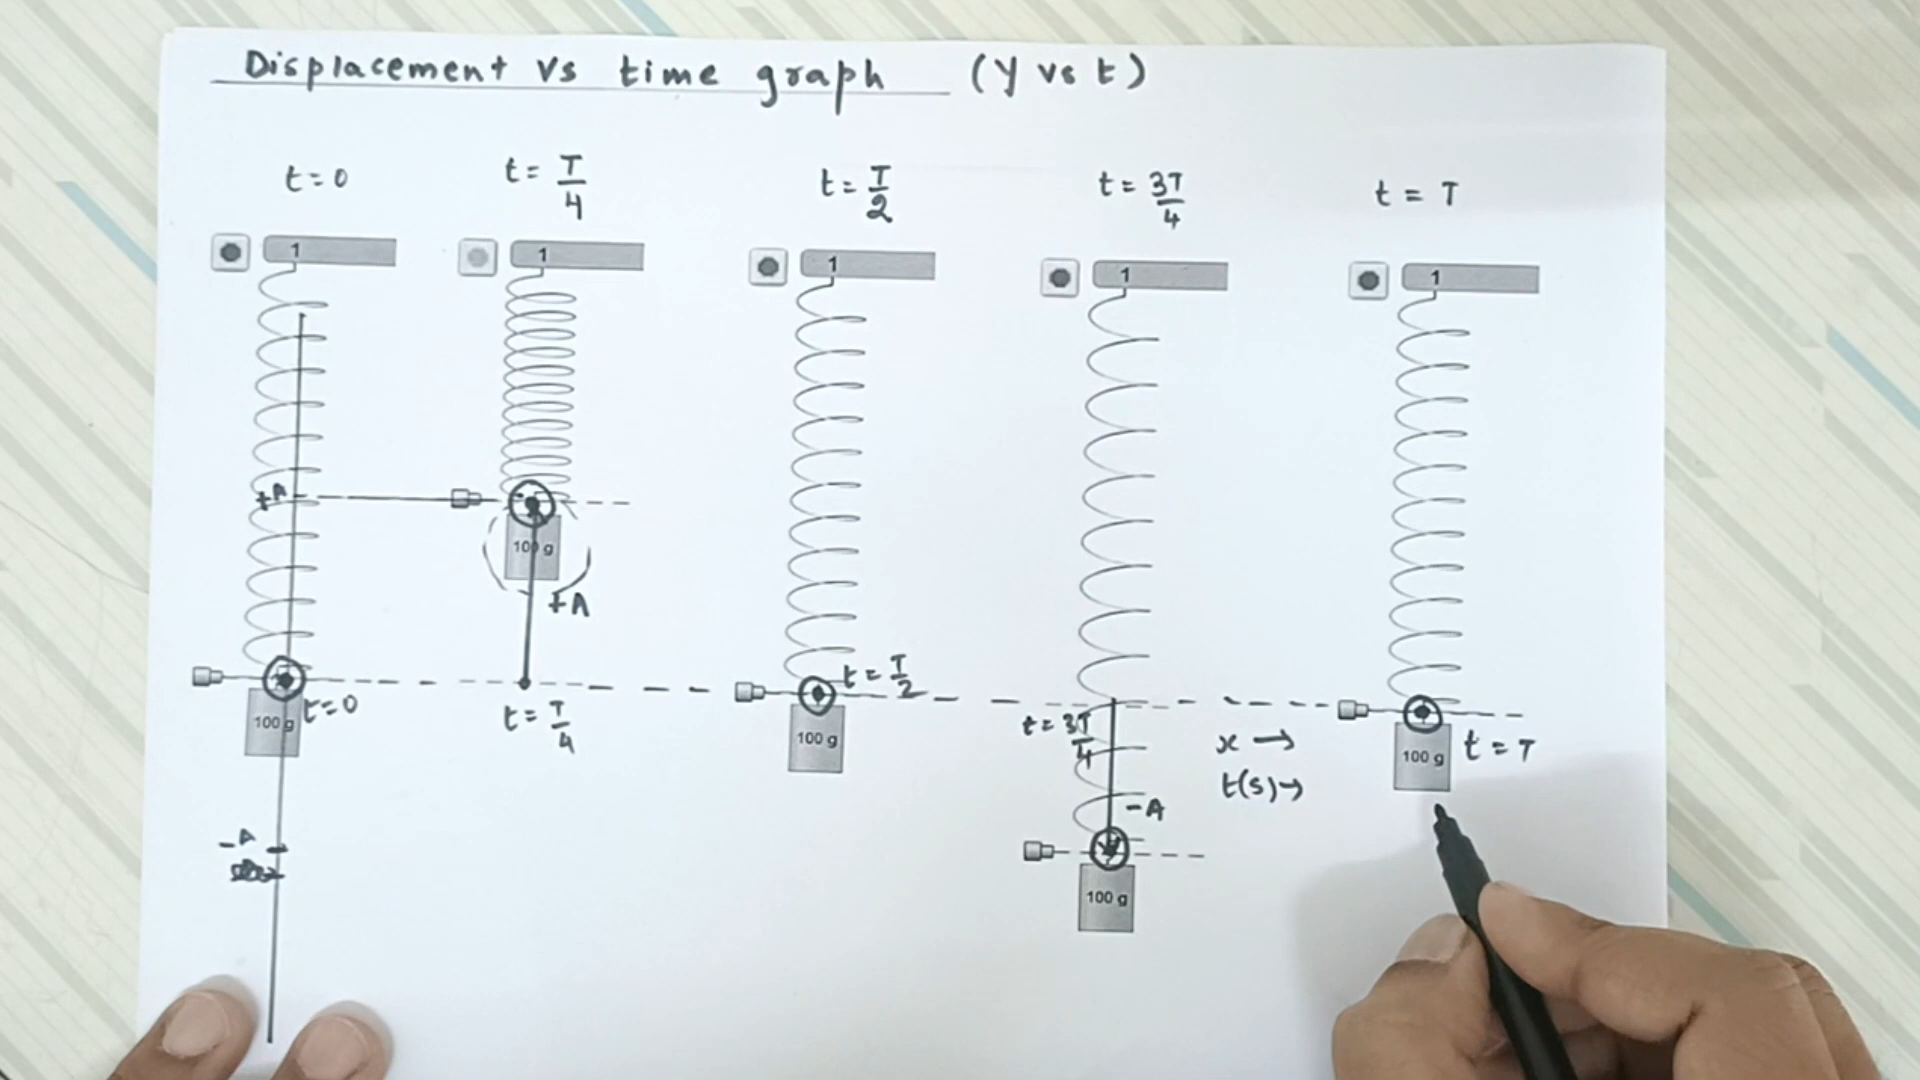 Displacement vs time graph (Y vs t)
t=0
t= T/4
t= T/2
t= 3T/4
t = T
1
1
1
1
1
+A
100 g
+A
t=0
100 g
t= T/4
t= T/2
100 g
t= 3T/4
-A
100 g
x →
t(s)→
t = T
100 g
-A